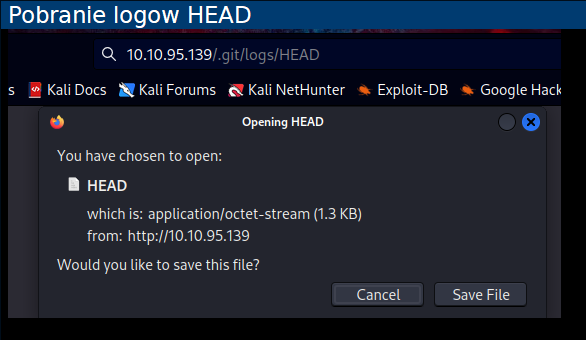 Pobranie logow HEAD
10.10.95.139/.git/logs/HEAD
s Kali Docs Kali Forums Kali NetHunter Exploit-DB Google Hack
Opening HEAD
You have chosen to open:
HEAD
which is: application/octet-stream (1.3 KB)
from: http://10.10.95.139
Would you like to save this file?
Cancel Save File